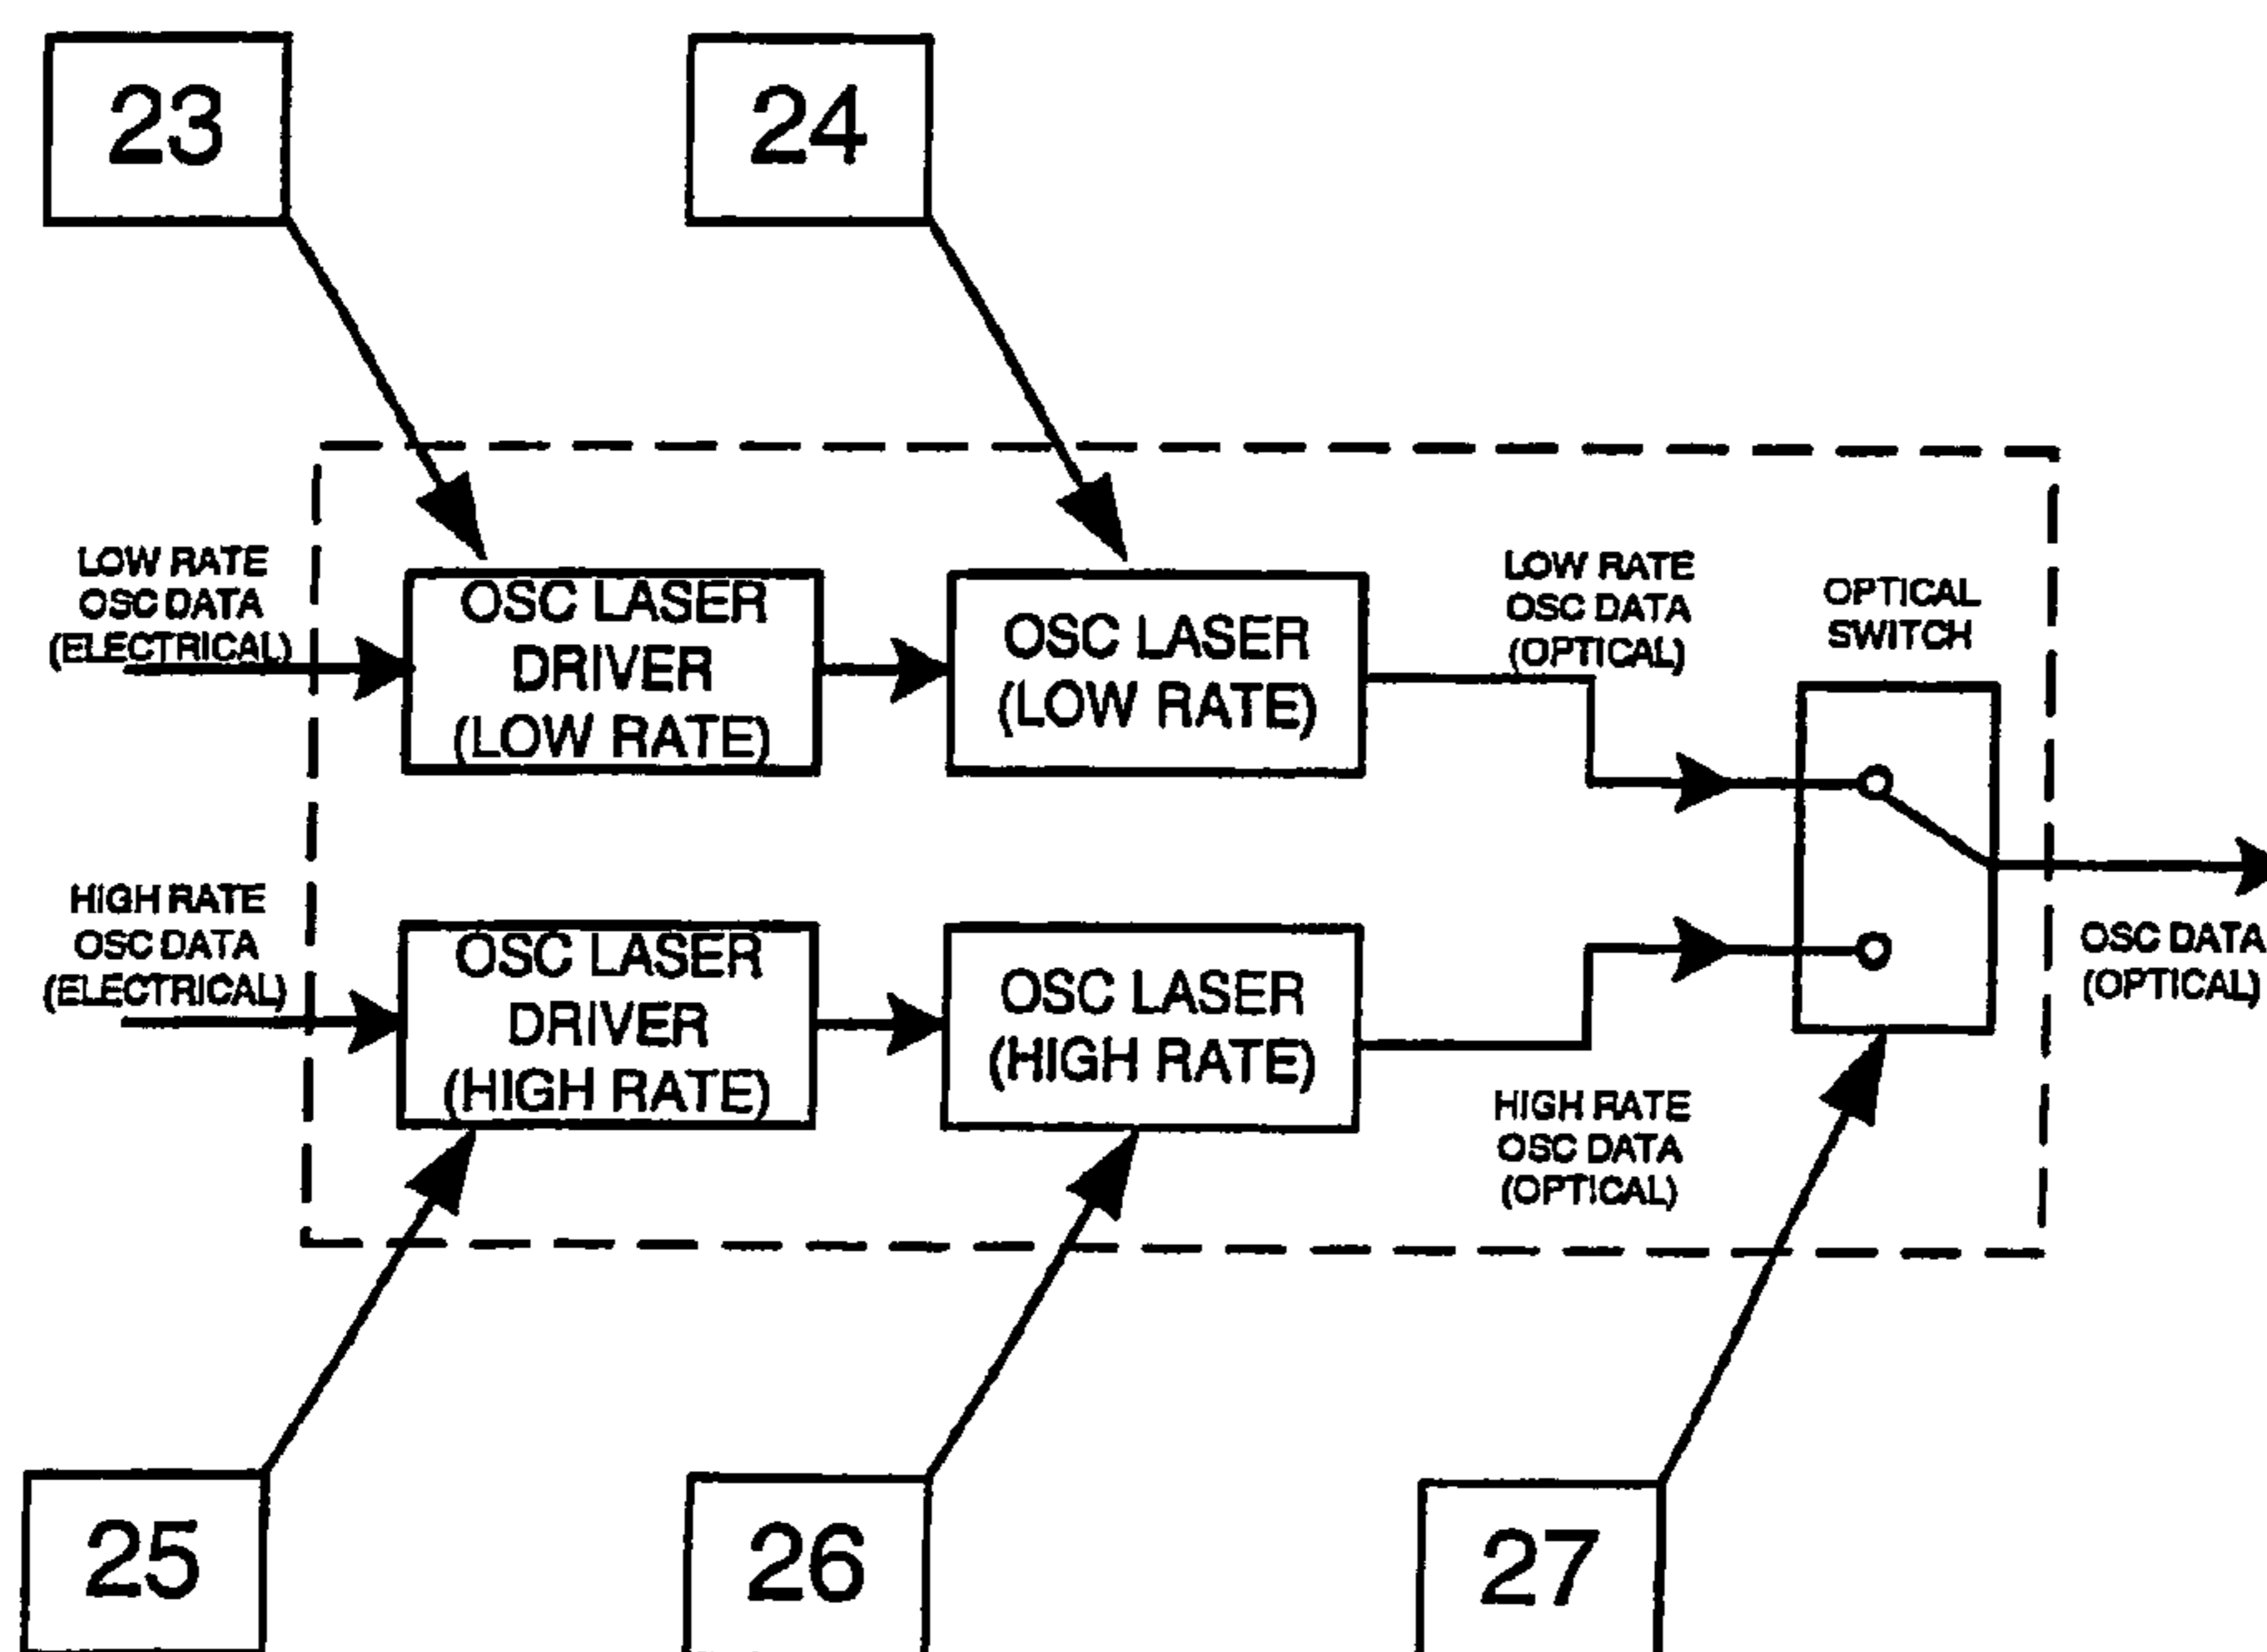 23
24
LOW RATE
OSC DATA
(ELECTRICAL)
OSC LASER
DRIVER
(LOW RATE)
OSC LASER
(LOW RATE)
LOW RATE
OSC DATA
(OPTICAL)
OPTICAL
SWITCH
HIGH RATE
OSC DATA
(ELECTRICAL)
OSC LASER
DRIVER
(HIGH RATE)
OSC LASER
(HIGH RATE)
HIGH RATE
OSC DATA
(OPTICAL)
OSC DATA
(OPTICAL)
25
26
27